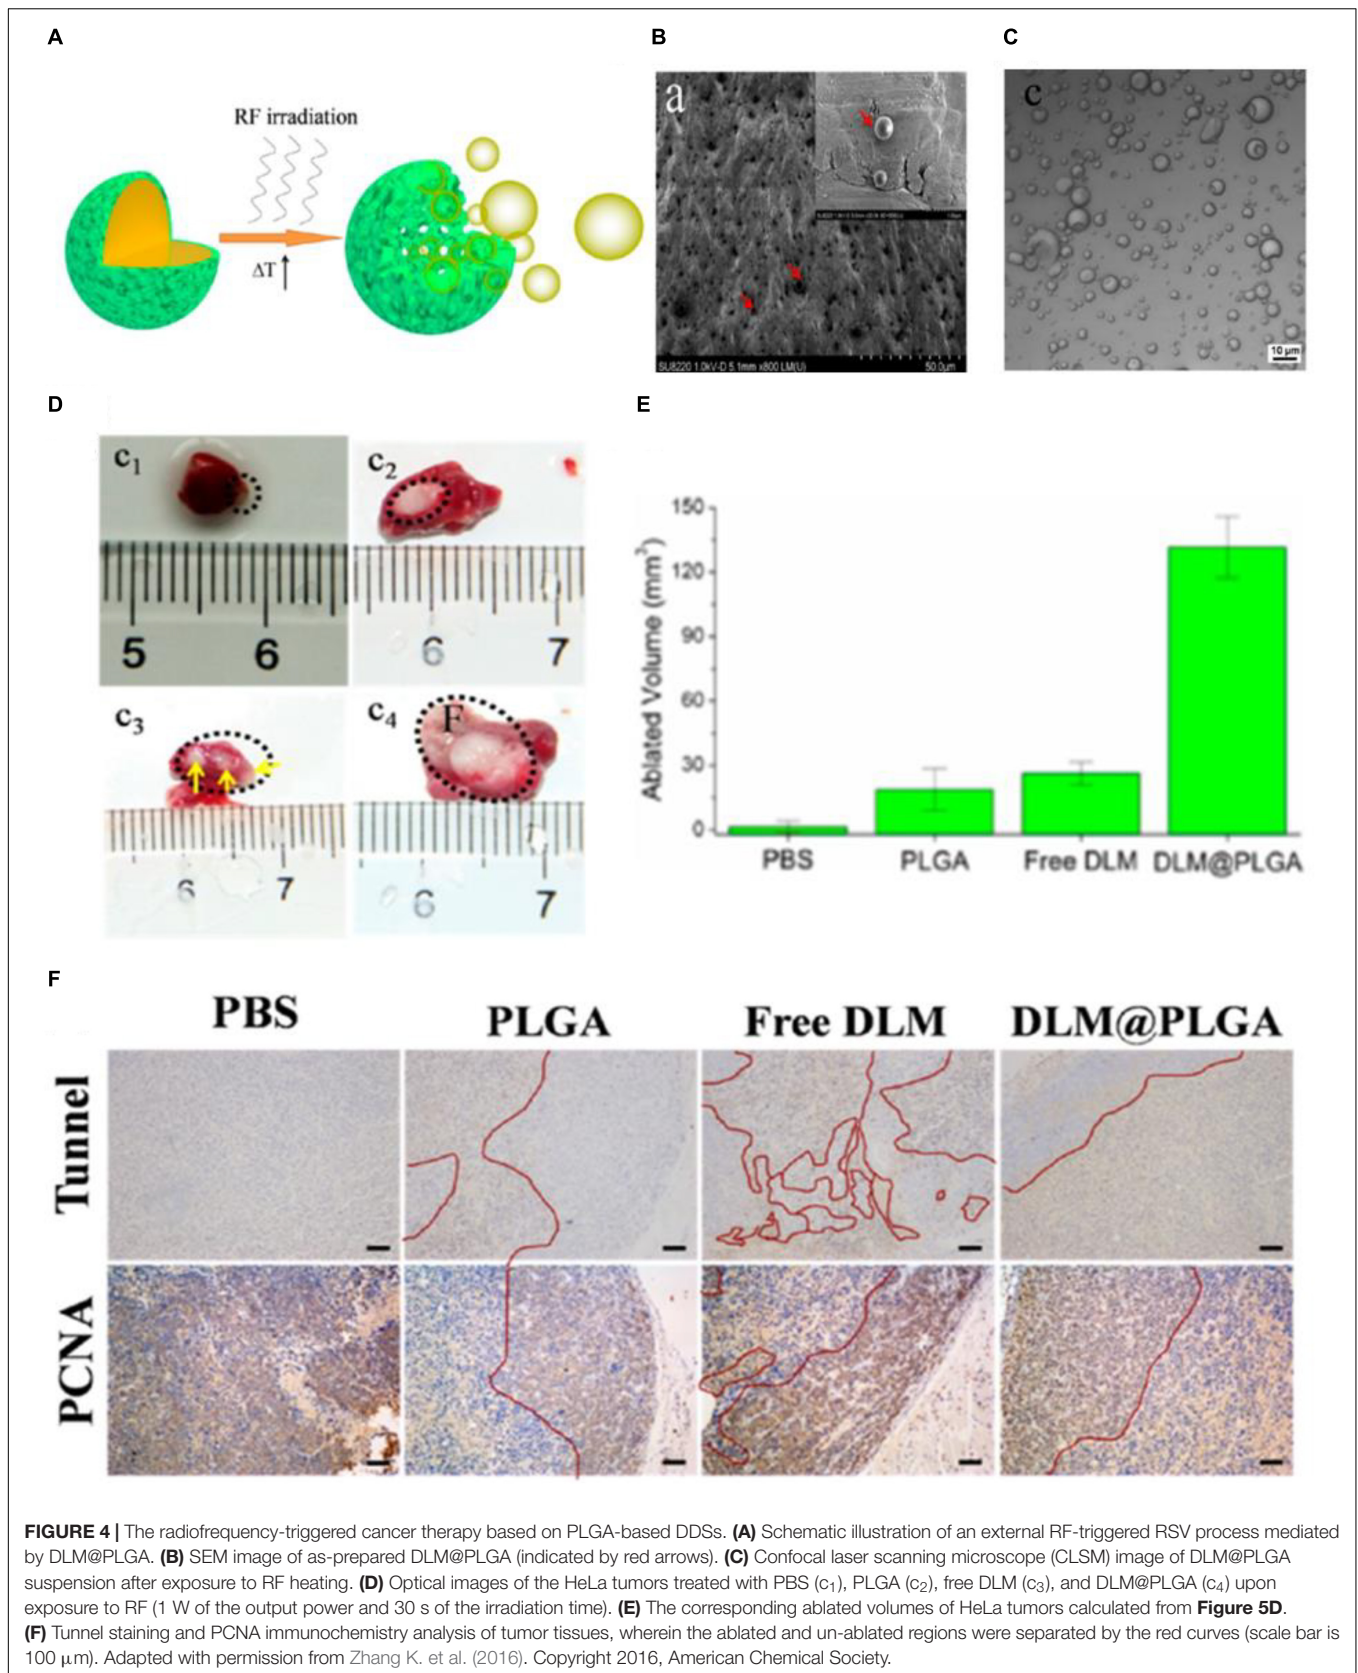 A
B
C
RF irradiation
ΔT
a
SU8220 1.0kV-D 5.1mm x800 LM(U)
50.0μm
c
10 μm
D
E
c1
5 6
c2
6 7
c3
6 7
c4
F
6 7
Ablated Volume (mm³)
150
120
90
60
30
0
PBS PLGA Free DLM DLM@PLGA
F
PBS PLGA Free DLM DLM@PLGA
Tunnel
PCNA
FIGURE 4 | The radiofrequency-triggered cancer therapy based on PLGA-based DDSs. (A) Schematic illustration of an external RF-triggered RSV process mediated
by DLM@PLGA. (B) SEM image of as-prepared DLM@PLGA (indicated by red arrows). (C) Confocal laser scanning microscope (CLSM) image of DLM@PLGA
suspension after exposure to RF heating. (D) Optical images of the HeLa tumors treated with PBS (c1), PLGA (c2), free DLM (c3), and DLM@PLGA (c4) upon
exposure to RF (1 W of the output power and 30 s of the irradiation time). (E) The corresponding ablated volumes of HeLa tumors calculated from Figure 5D.
(F) Tunnel staining and PCNA immunochemistry analysis of tumor tissues, wherein the ablated and un-ablated regions were separated by the red curves (scale bar is
100 μm). Adapted with permission from Zhang K. et al. (2016). Copyright 2016, American Chemical Society.